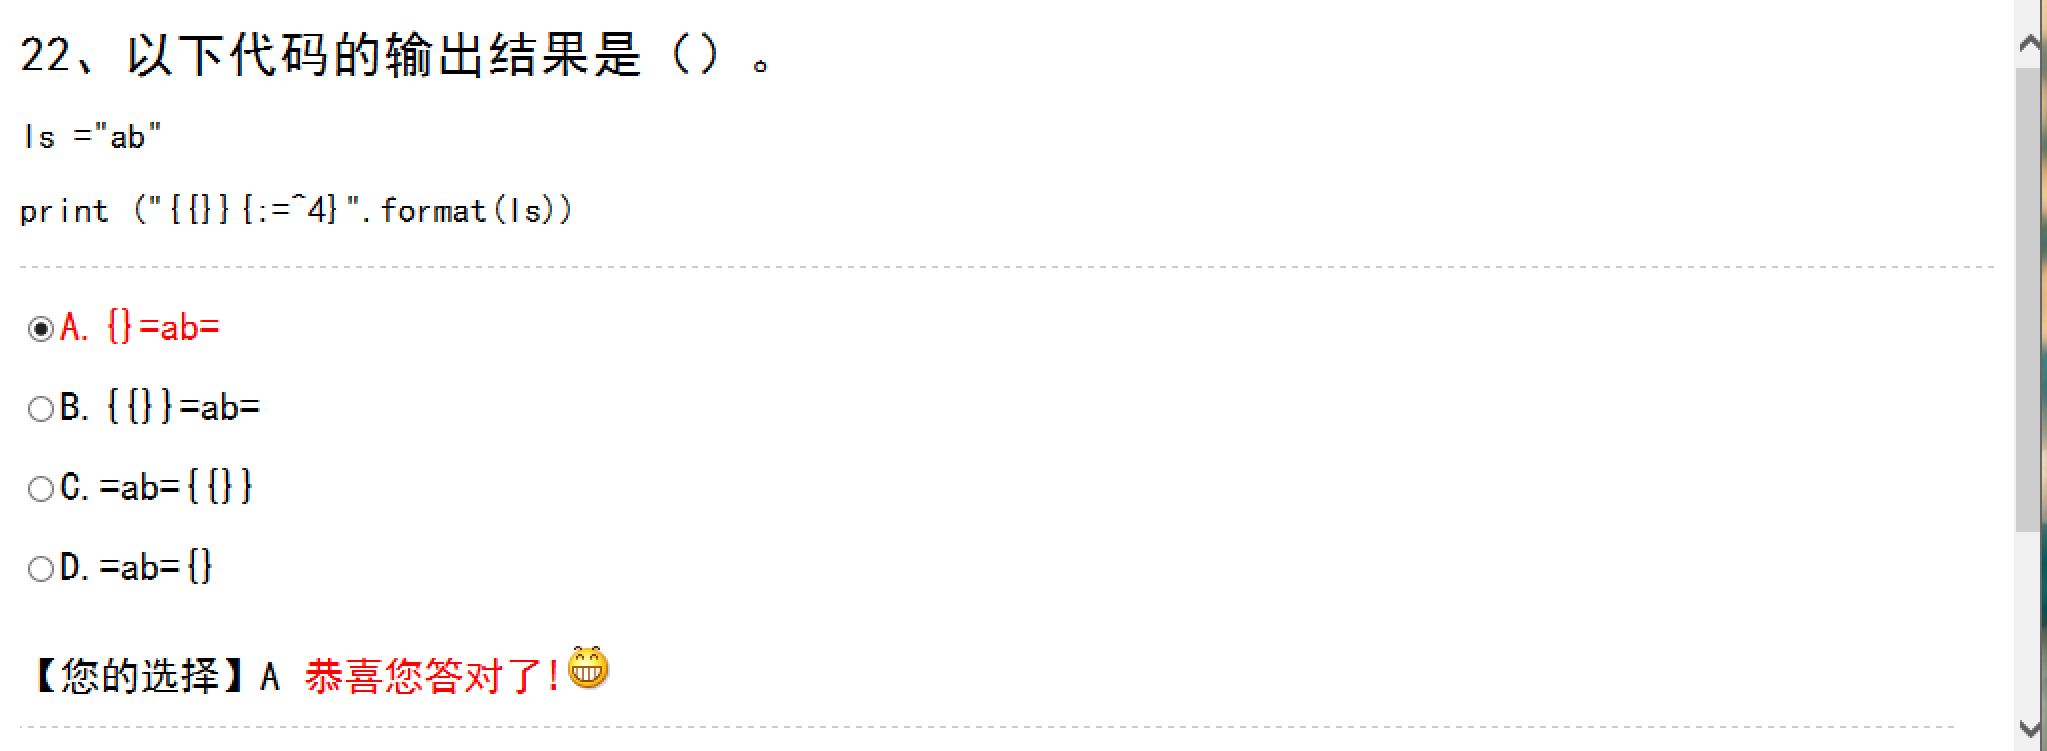 22、以下代码的输出结果是（）。
ls ="ab"
print ("{{}}{:=^4}".format(ls))
A. {}=ab=
B. {{}}=ab=
C. =ab={{}}
D. =ab={}
【您的选择】A 恭喜您答对了!